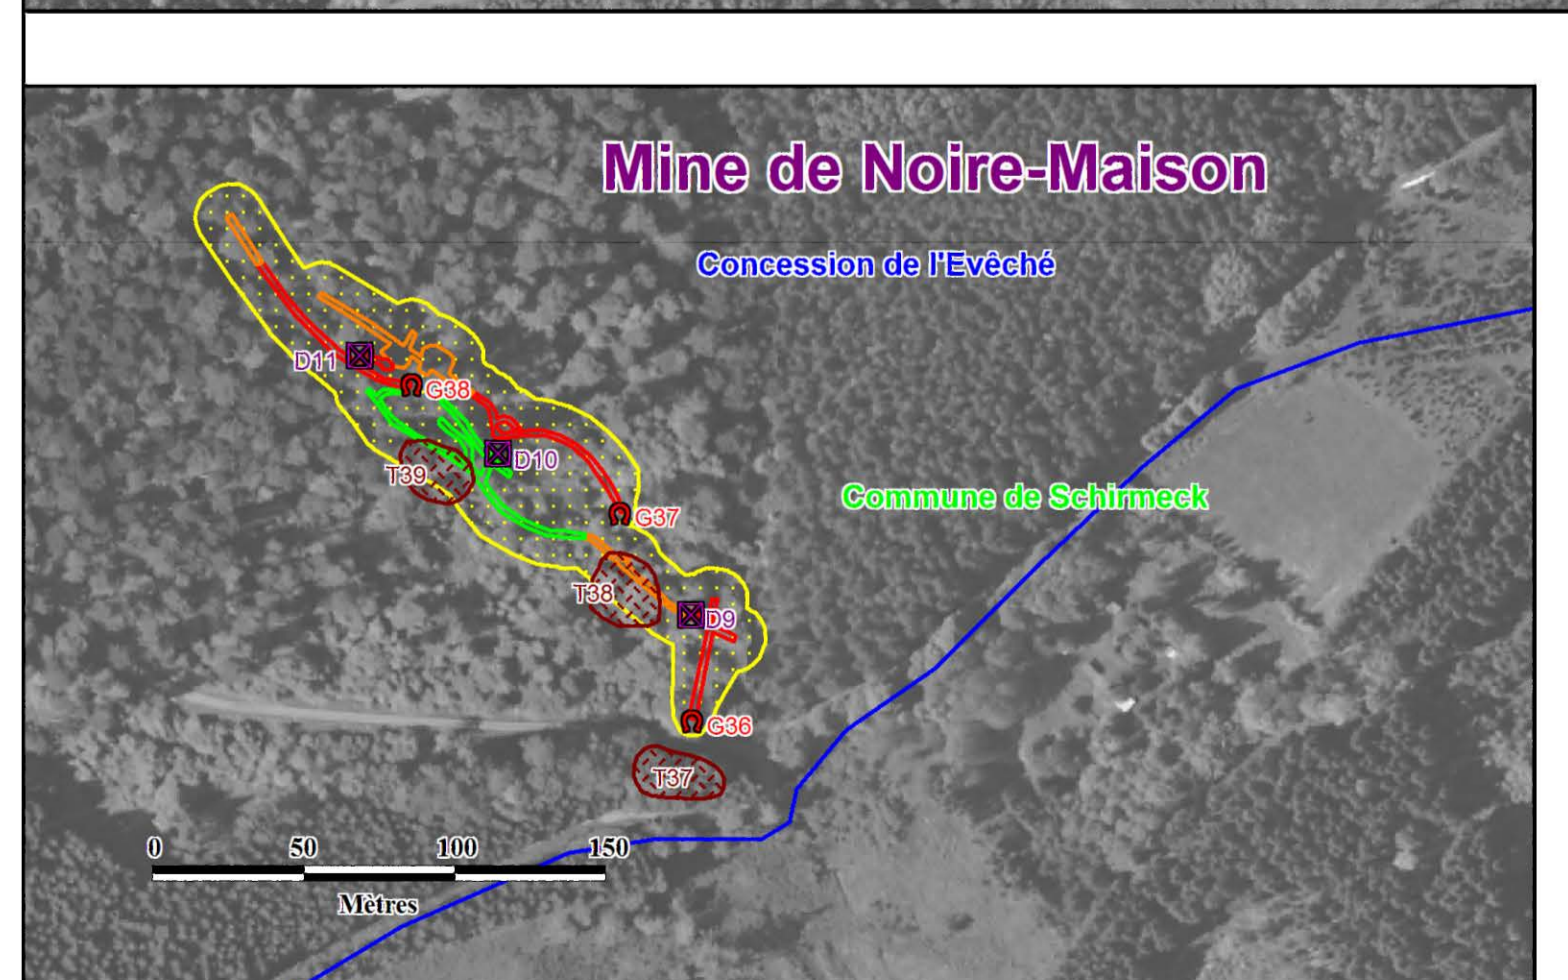 Mine de Noire-Maison
Concession de l'Evêché
D11
G38
D10
T39
Commune de Schirmeck
G37
T38
D9
G36
T37
0 50 100 150
Mètres